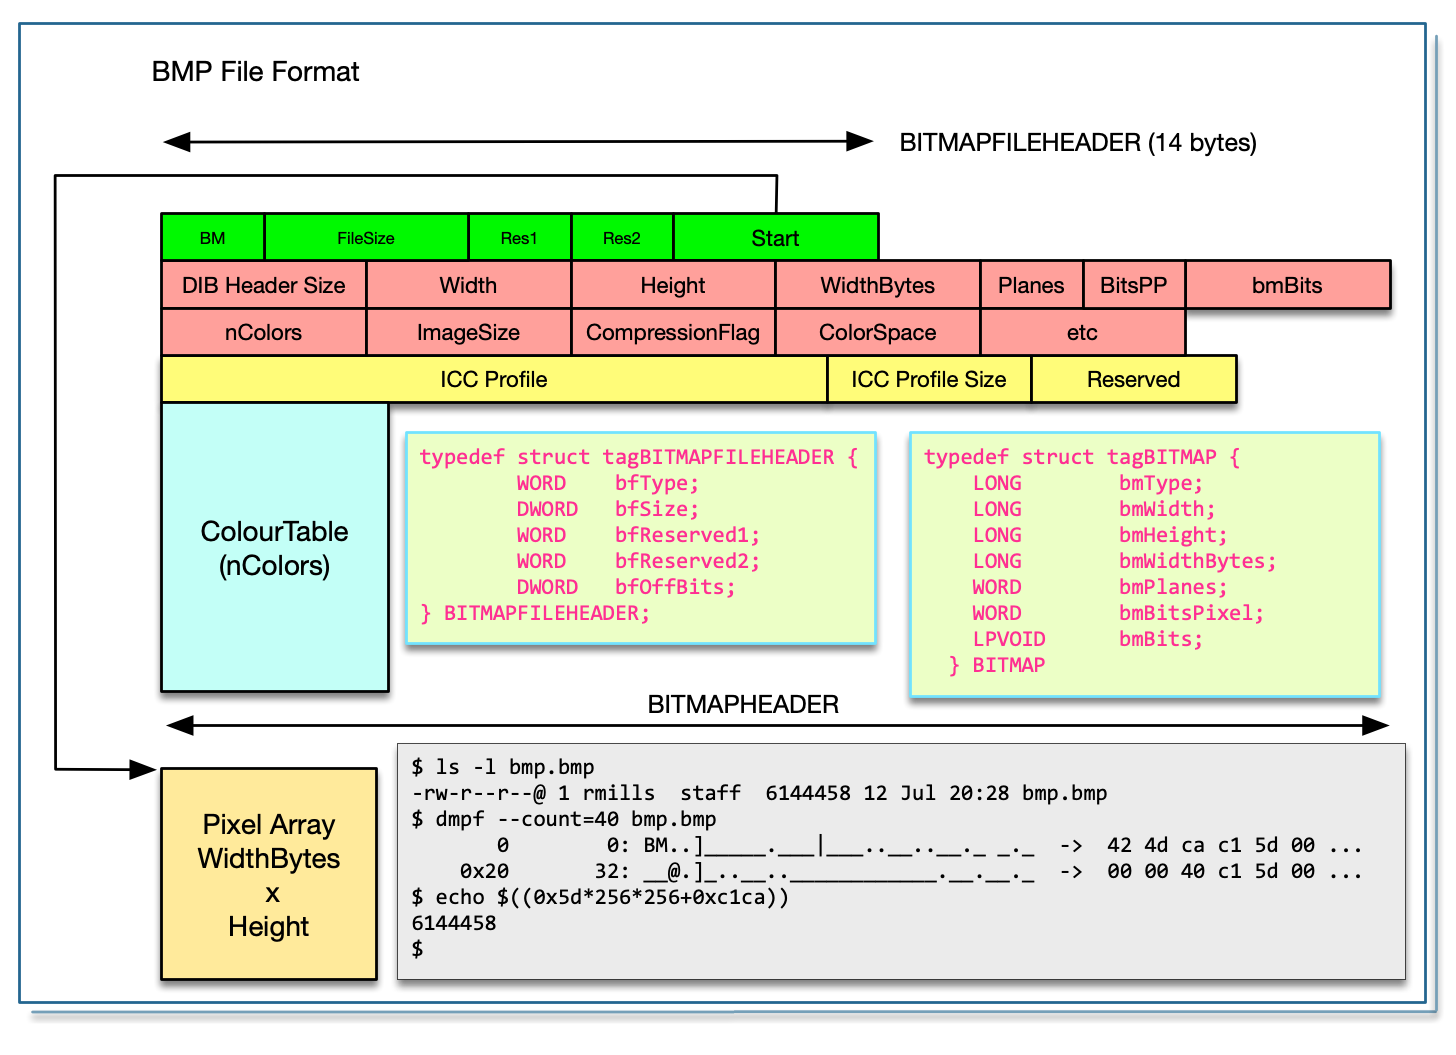 BMP File Format
BITMAPFILEHEADER (14 bytes)
BM FileSize Res1 Res2 Start
DIB Header Size Width Height WidthBytes Planes BitsPP bmBits
nColors ImageSize CompressionFlag ColorSpace etc
ICC Profile ICC Profile Size Reserved
ColourTable
(nColors)
typedef struct tagBITMAPFILEHEADER {
WORD bfType;
DWORD bfSize;
WORD bfReserved1;
WORD bfReserved2;
DWORD bfOffBits;
} BITMAPFILEHEADER;
typedef struct tagBITMAP {
LONG bmType;
LONG bmWidth;
LONG bmHeight;
LONG bmWidthBytes;
WORD bmPlanes;
WORD bmBitsPixel;
LPVOID bmBits;
} BITMAP
BITMAPHEADER
Pixel Array
WidthBytes
x
Height
$ ls -l bmp.bmp
-rw-r--r--@ 1 rmills  staff  6144458 12 Jul 20:28 bmp.bmp
$ dmpf --count=40 bmp.bmp
0        0: BM..]_____.___|___..__..__._ _._  ->  42 4d ca c1 5d 00 ...
0x20       32: __@.]_..__..____________.__.__._  ->  00 00 40 c1 5d 00 ...
$ echo $((0x5d*256*256+0xc1ca))
6144458
$